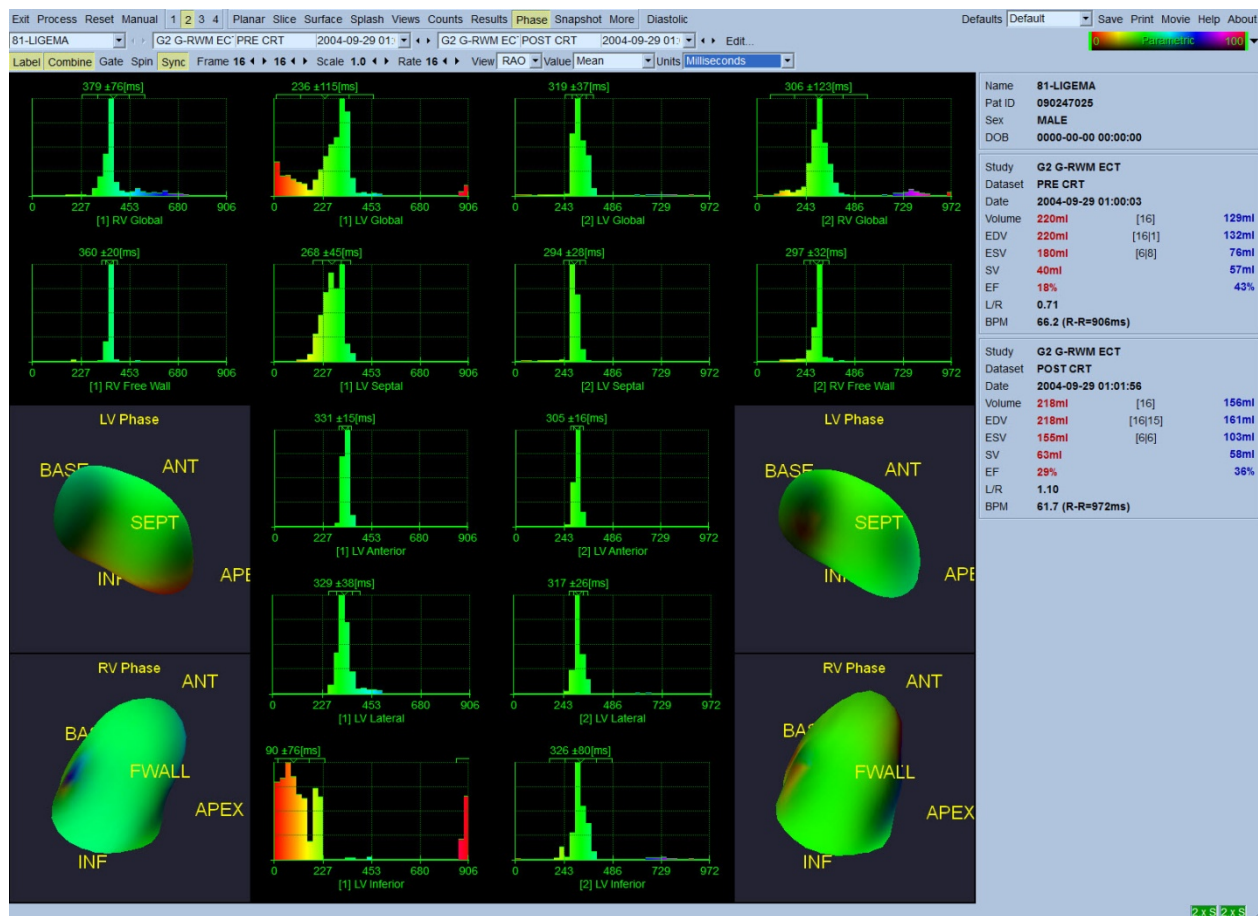 Exit Process Reset Manual 1 2 3 4 Planar Slice Surface Splash Views Counts Results Phase Snapshot More Diastolic Defaults Default Save Print Movie Help About
81-LIGEMA G2 G-RWM ECT PRE CRT 2004-09-29 01: G2 G-RWM ECT POST CRT 2004-09-29 01: Edit...
0 Parametric 100
Label Combine Gate Spin Sync Frame 16 16 Scale 1.0 Rate 16 View RAO Value Mean Units Milliseconds
379 ±76[ms]
0 227 453 680 906
[1] RV Global
236 ±115[ms]
0 227 453 680 906
[1] LV Global
319 ±37[ms]
0 243 486 729 972
[2] LV Global
306 ±123[ms]
0 243 486 729 972
[2] RV Global
360 ±20[ms]
0 227 453 680 906
[1] RV Free Wall
268 ±45[ms]
0 227 453 680 906
[1] LV Septal
294 ±28[ms]
0 243 486 729 972
[2] LV Septal
297 ±32[ms]
0 243 486 729 972
[2] RV Free Wall
LV Phase
BASE
ANT
SEPT
INF
APE
331 ±15[ms]
0 227 453 680 906
[1] LV Anterior
305 ±16[ms]
0 243 486 729 972
[2] LV Anterior
LV Phase
BASE
ANT
SEPT
INF
APE
329 ±38[ms]
0 227 453 680 906
[1] LV Lateral
317 ±26[ms]
0 243 486 729 972
[2] LV Lateral
RV Phase
ANT
BA
FWALL
APEX
INF
90 ±76[ms]
0 227 453 680 906
[1] LV Inferior
326 ±80[ms]
0 243 486 729 972
[2] LV Inferior
RV Phase
ANT
BA
FWALL
APEX
INF
Name 81-LIGEMA
Pat ID 090247025
Sex MALE
DOB 0000-00-00 00:00:00
Study G2 G-RWM ECT
Dataset PRE CRT
Date 2004-09-29 01:00:03
Volume 220ml [16] 129ml
EDV 220ml [16|1] 132ml
ESV 180ml [6|8] 76ml
SV 40ml 57ml
EF 18% 43%
L/R 0.71
BPM 66.2 (R-R=906ms)
Study G2 G-RWM ECT
Dataset POST CRT
Date 2004-09-29 01:01:56
Volume 218ml [16] 156ml
EDV 218ml [16|15] 161ml
ESV 155ml [6|6] 103ml
SV 63ml 58ml
EF 29% 36%
L/R 1.10
BPM 61.7 (R-R=972ms)
2 x S 2 x S